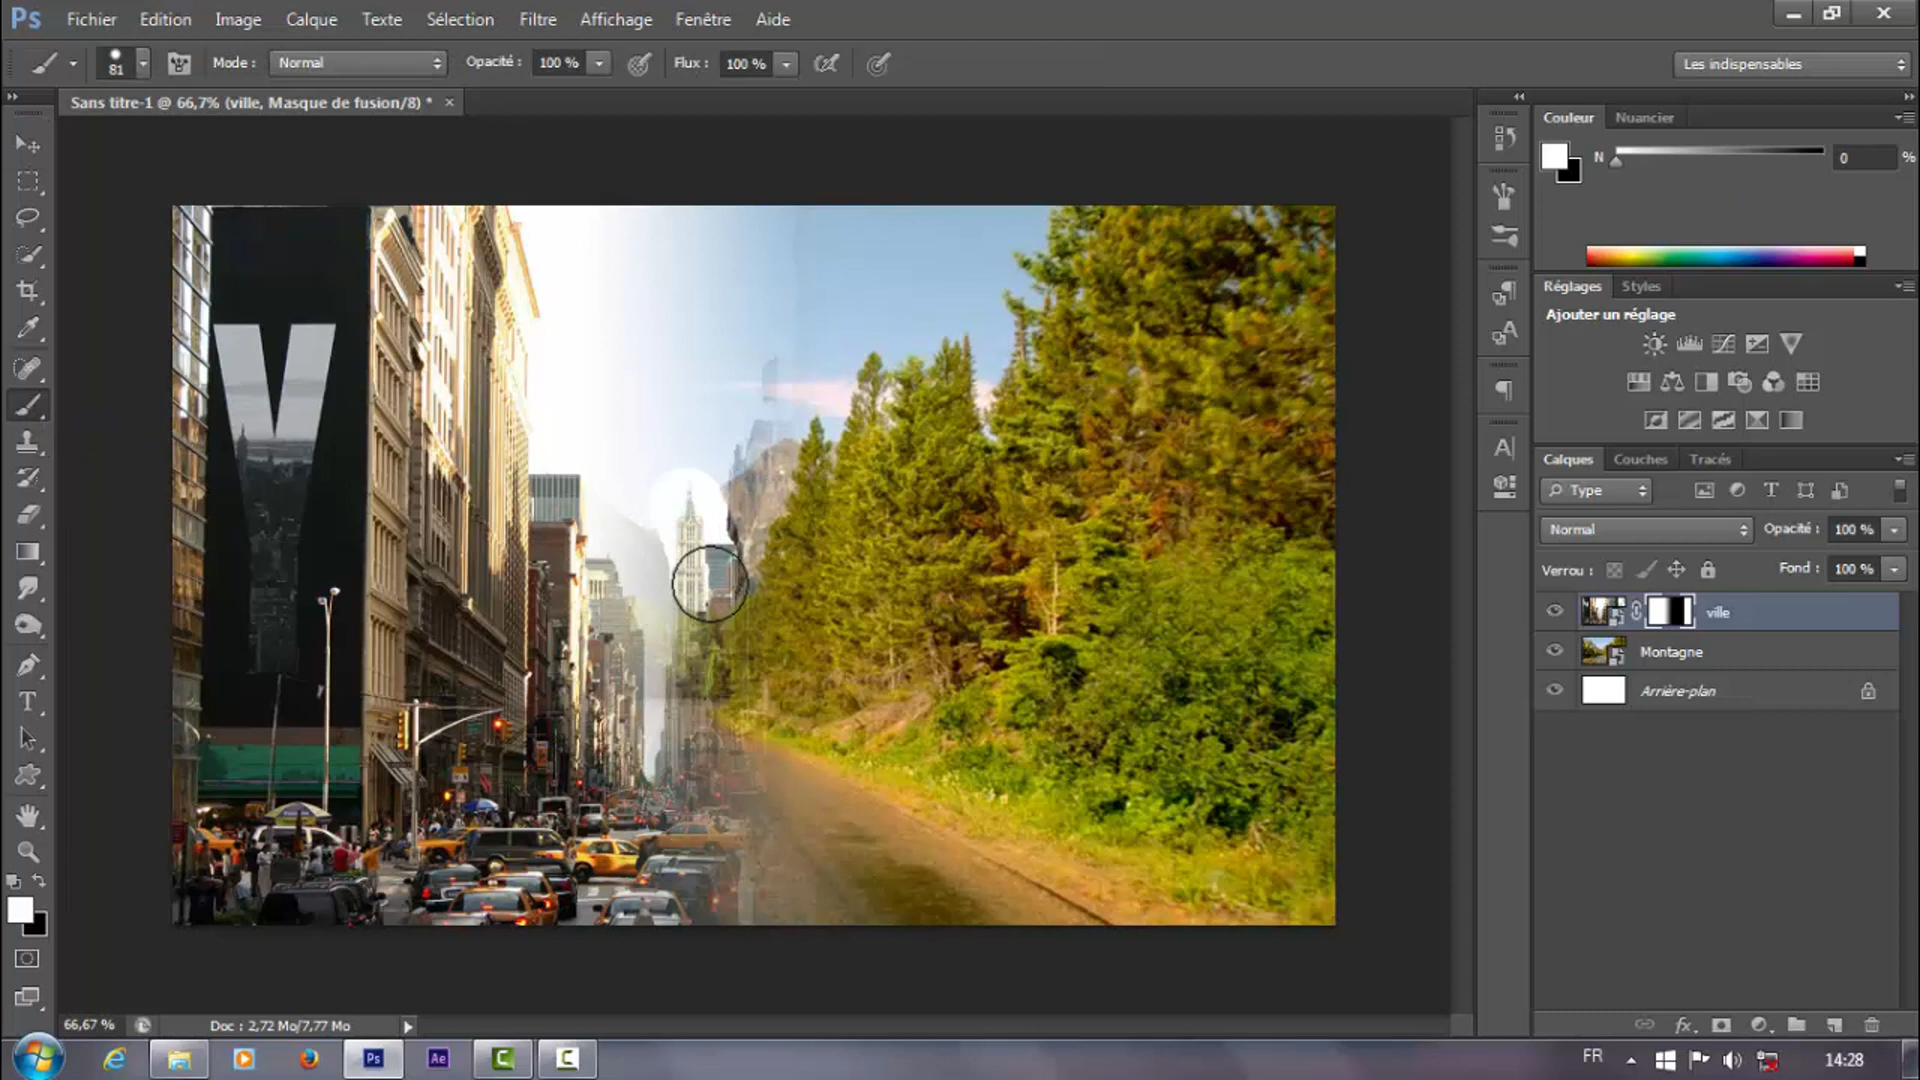 Ps Fichier Edition Image Calque Texte Sélection Filtre Affichage Fenêtre Aide
81 Mode : Normal Opacité : 100 % Flux : 100 % Les indispensables
Sans titre-1 @ 66,7% (ville, Masque de fusion/8) * ×
Couleur Nuancier
N 0 %
Réglages Styles
Ajouter un réglage
Calques Couches Tracés
Type
Normal Opacité : 100 %
Verrou : Fond : 100 %
ville
Montagne
Arrière-plan
66,67 % Doc : 2,72 Mo/7,77 Mo
Ps Ae FR 14:28